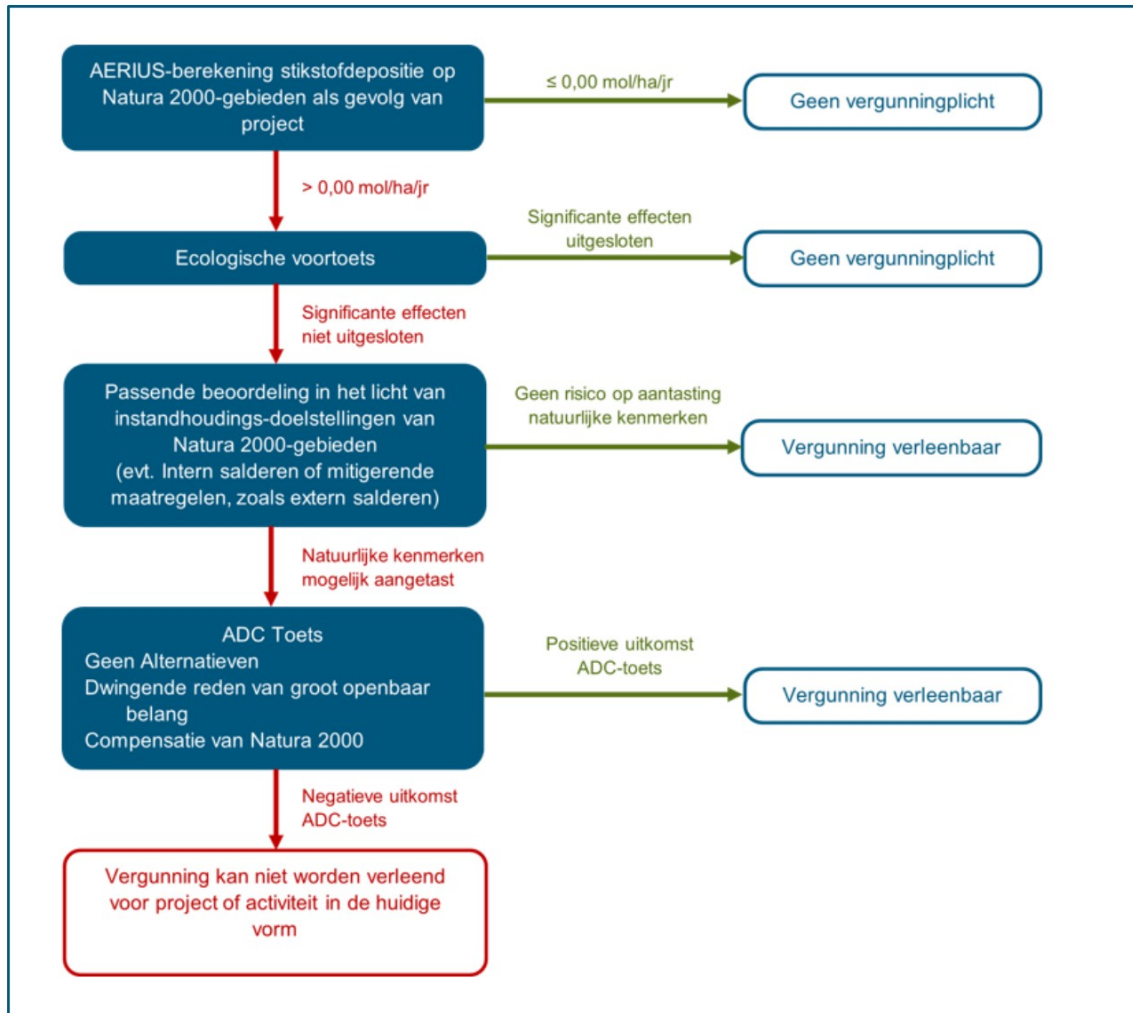 AERIUS-berekening stikstofdepositie op
Natura 2000-gebieden als gevolg van
project
≤ 0,00 mol/ha/jr
Geen vergunningplicht
> 0,00 mol/ha/jr
Ecologische voortoets
Significante effecten
uitgesloten
Geen vergunningplicht
Significante effecten
niet uitgesloten
Passende beoordeling in het licht van
instandhoudings-doelstellingen van
Natura 2000-gebieden
(evt. Intern salderen of mitigerende
maatregelen, zoals extern salderen)
Geen risico op aantasting
natuurlijke kenmerken
Vergunning verleenbaar
Natuurlijke kenmerken
mogelijk aangetast
ADC Toets
Geen Alternatieven
Dwingende reden van groot openbaar
belang
Compensatie van Natura 2000
Positieve uitkomst
ADC-toets
Vergunning verleenbaar
Negatieve uitkomst
ADC-toets
Vergunning kan niet worden verleend
voor project of activiteit in de huidige
vorm